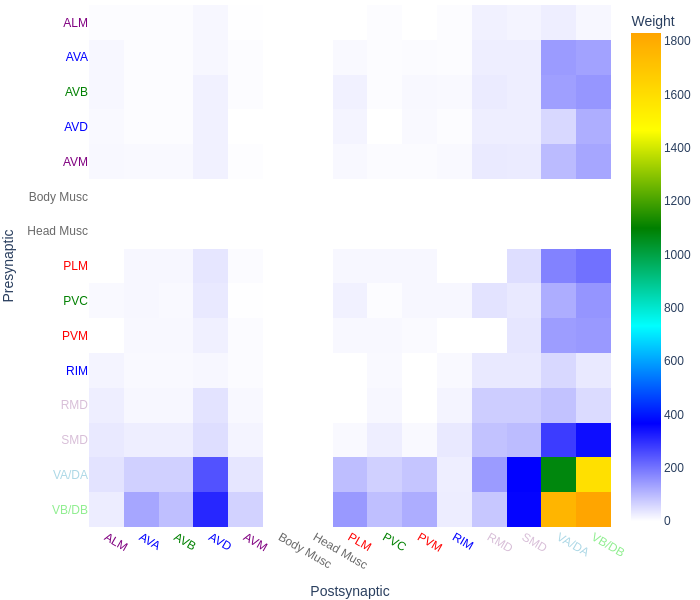 Weight
ALM
AVA
AVB
AVD
AVM
Body Musc
Head Musc
PLM
PVC
PVM
RIM
RMD
SMD
VA/DA
VB/DB
Presynaptic
1800
1600
1400
1200
1000
800
600
400
200
0
ALM
AVA
AVB
AVD
AVM
Body Musc
Head Musc
PLM
PVC
PVM
RIM
RMD
SMD
VA/DA
VB/DB
Postsynaptic